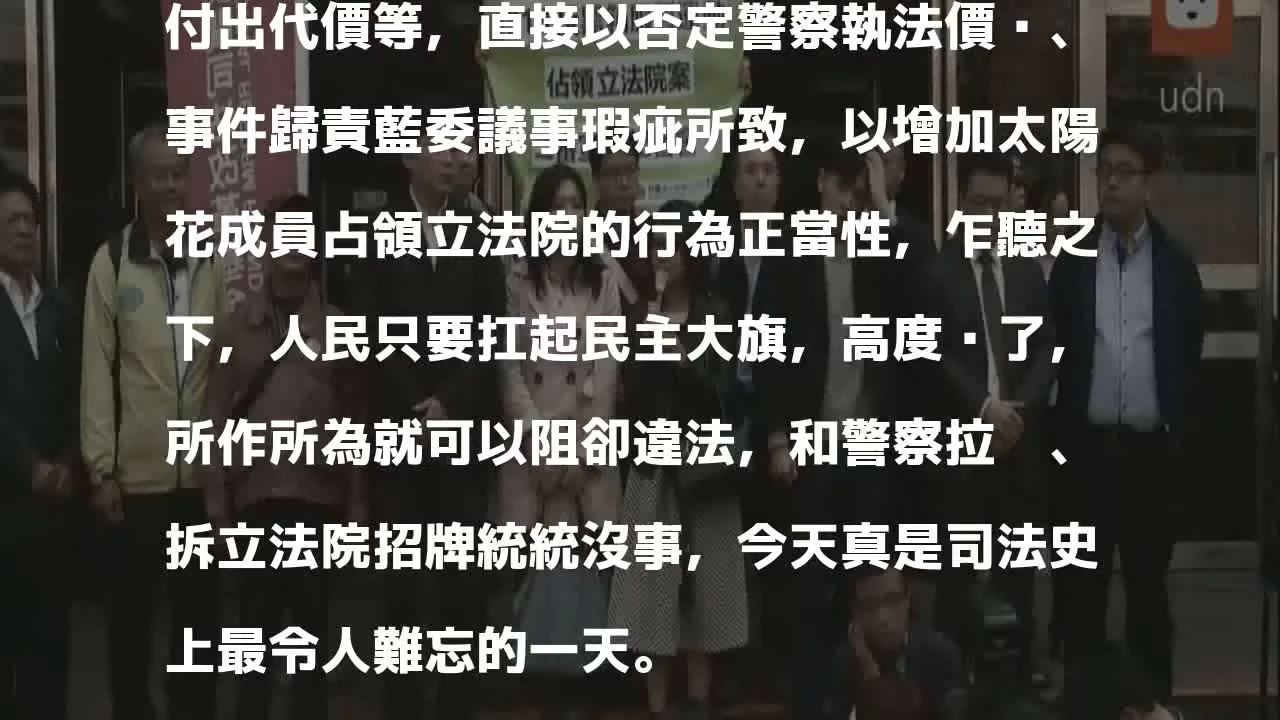 付出代價等，直接以否定警察執法價▪、
事件歸責藍委議事瑕疵所致，以增加太陽
花成員占領立法院的行為正當性，乍聽之
下，人民只要扛起民主大旗，高度▪了，
所作所為就可以阻卻違法，和警察拉　、
拆立法院招牌統統沒事，今天真是司法史
上最令人難忘的一天。
佔領立法院案
udn